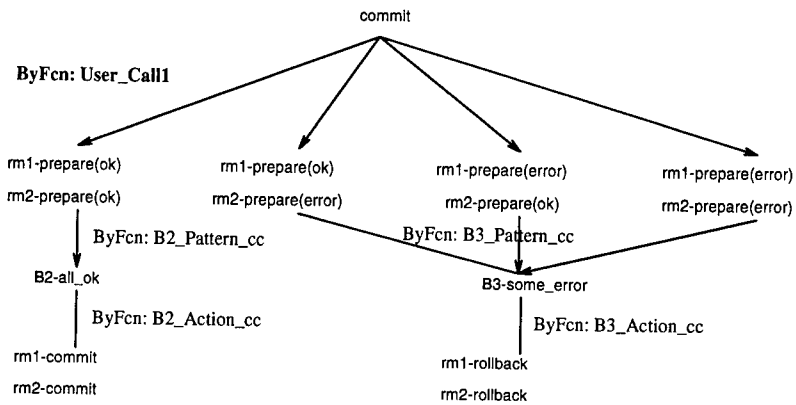 commit
ByFcn: User_Call1
rm1-prepare(ok)
rm2-prepare(ok)
rm1-prepare(ok)
rm2-prepare(error)
rm1-prepare(error)
rm2-prepare(ok)
rm1-prepare(error)
rm2-prepare(error)
ByFcn: B2_Pattern_cc
ByFcn: B3_Pattern_cc
B2-all_ok
B3-some_error
ByFcn: B2_Action_cc
ByFcn: B3_Action_cc
rm1-commit
rm2-commit
rm1-rollback
rm2-rollback